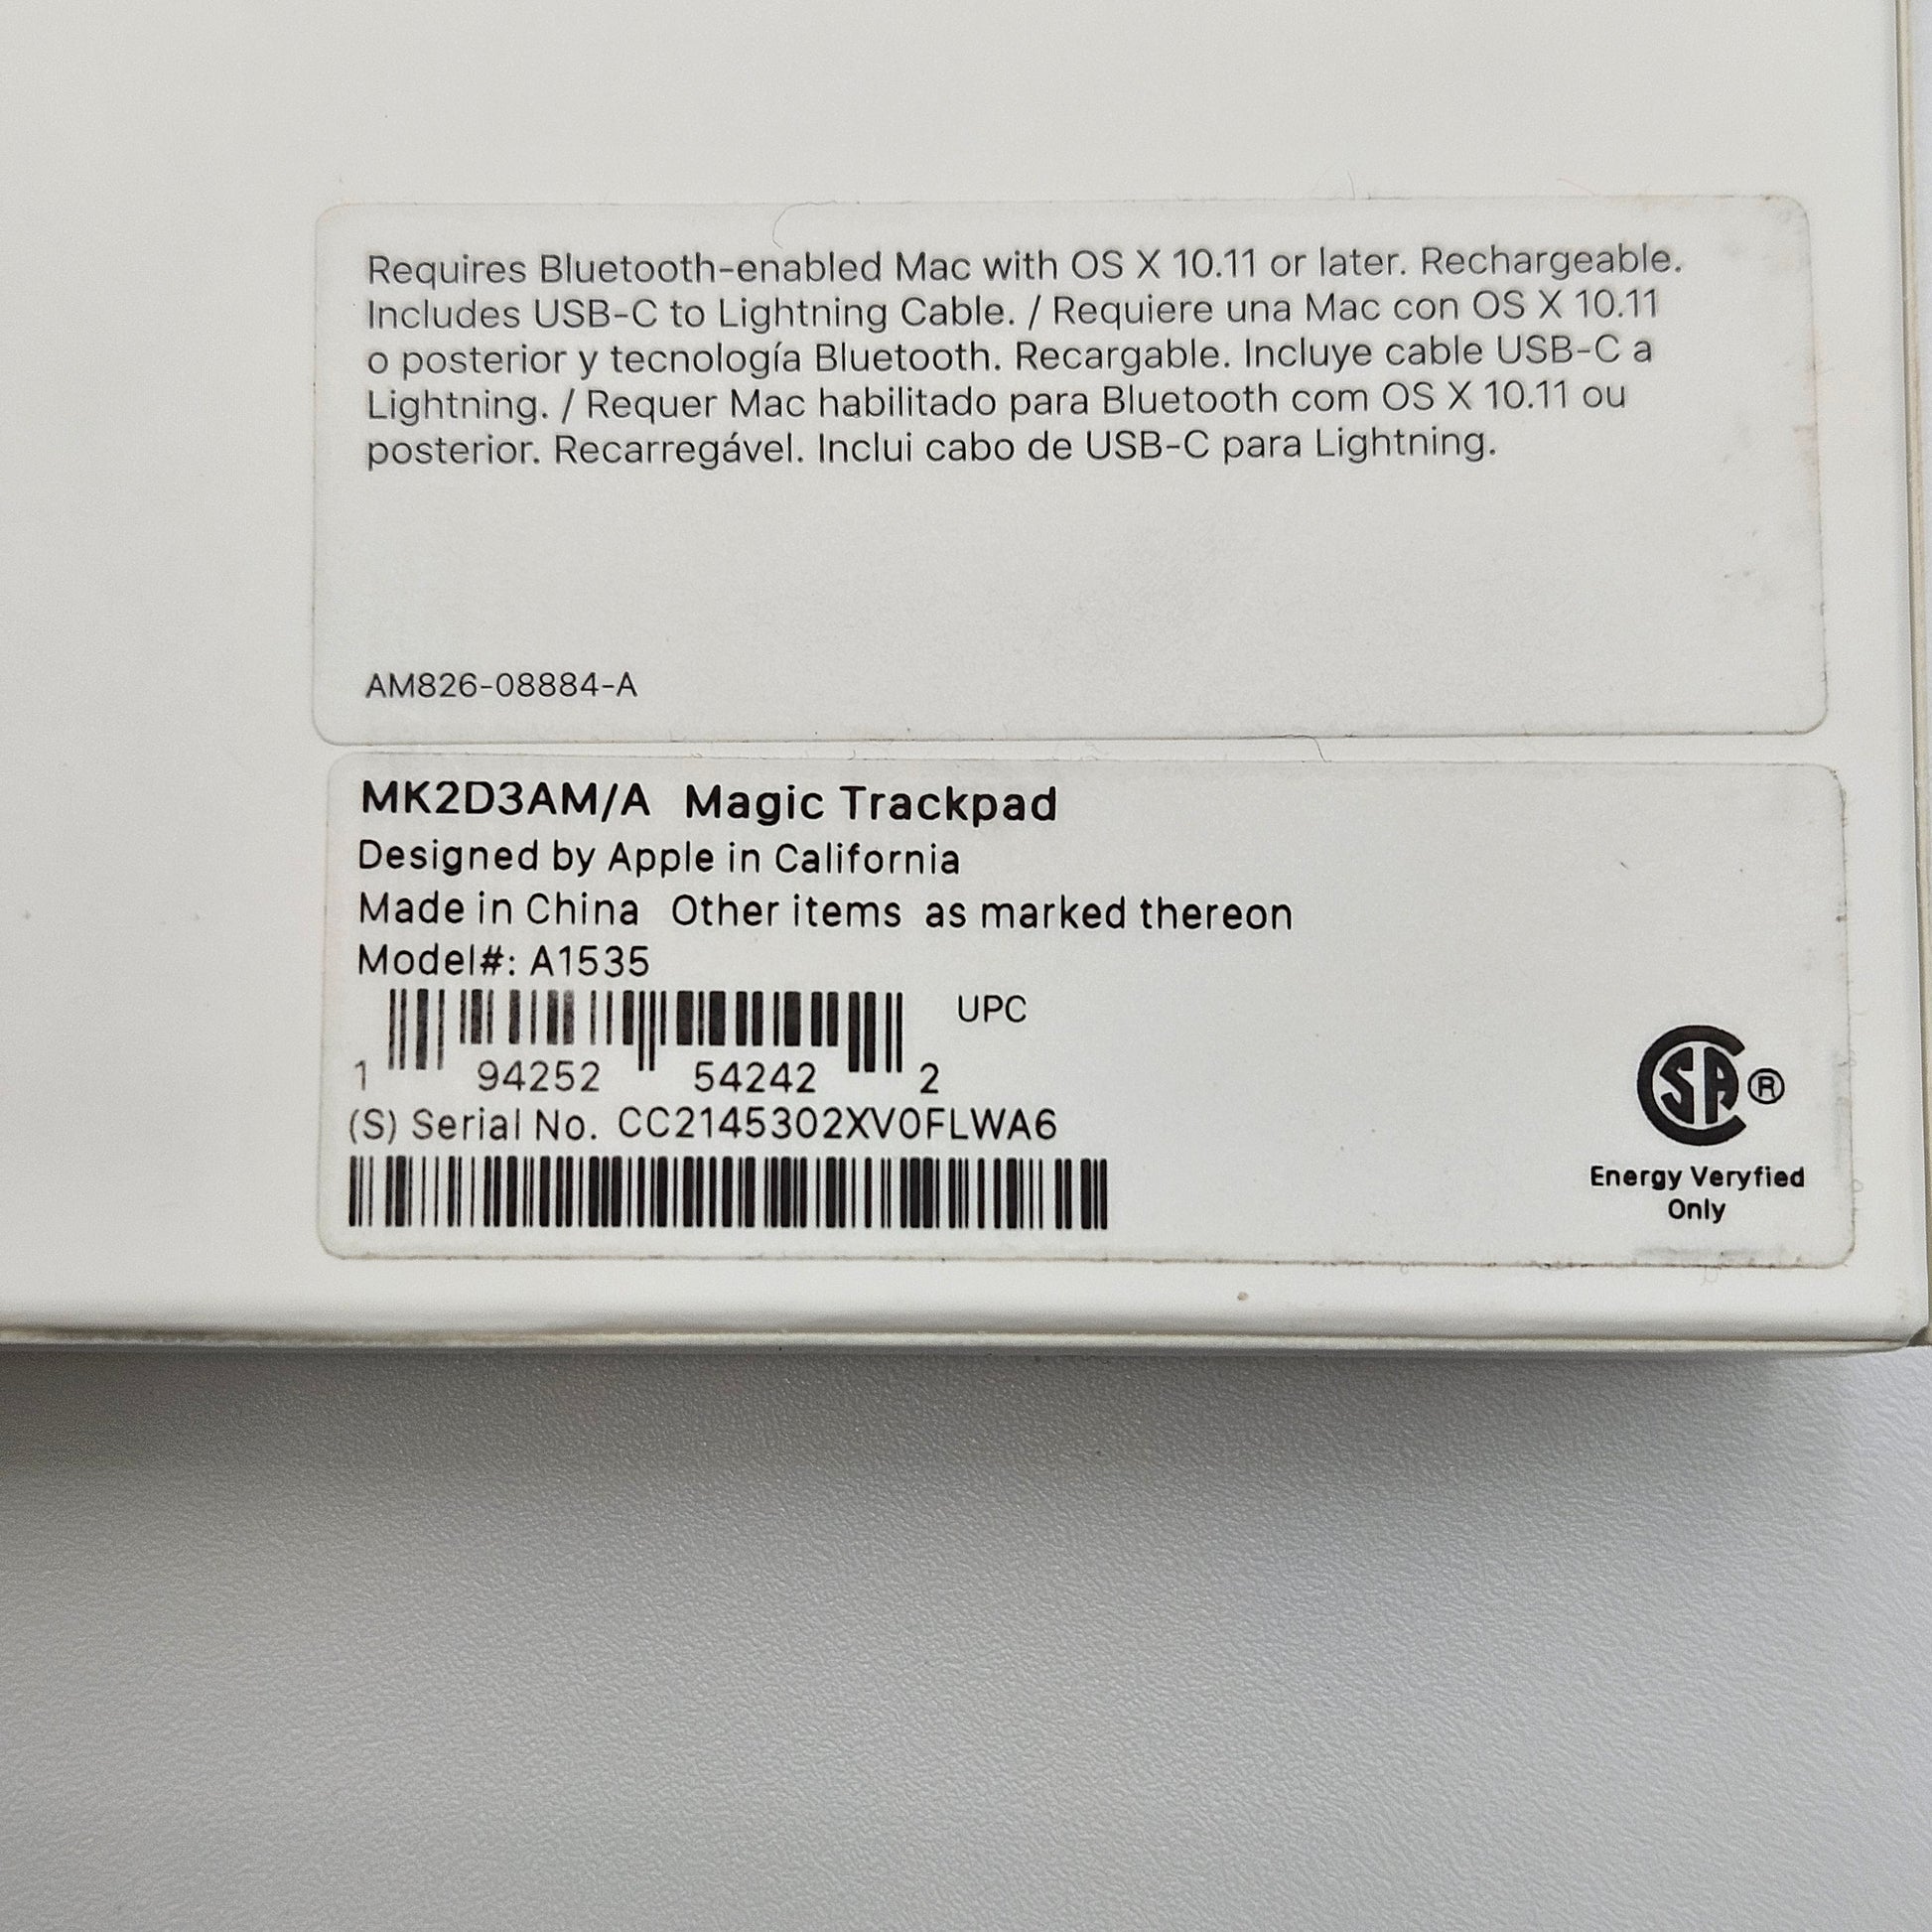 Requires Bluetooth-enabled Mac with OS X 10.11 or later. Rechargeable.
Includes USB-C to Lightning Cable. / Requiere una Mac con OS X 10.11
o posterior y tecnología Bluetooth. Recargable. Incluye cable USB-C a
Lightning. / Requer Mac habilitado para Bluetooth com OS X 10.11 ou
posterior. Recarregável. Inclui cabo de USB-C para Lightning.
AM826-08884-A
MK2D3AM/A Magic Trackpad
Designed by Apple in California
Made in China Other items as marked thereon
Model#: A1535
UPC
1 94252 54242 2
(S) Serial No. CC2145302XV0FLWA6
SA ®
Energy Veryfied
Only